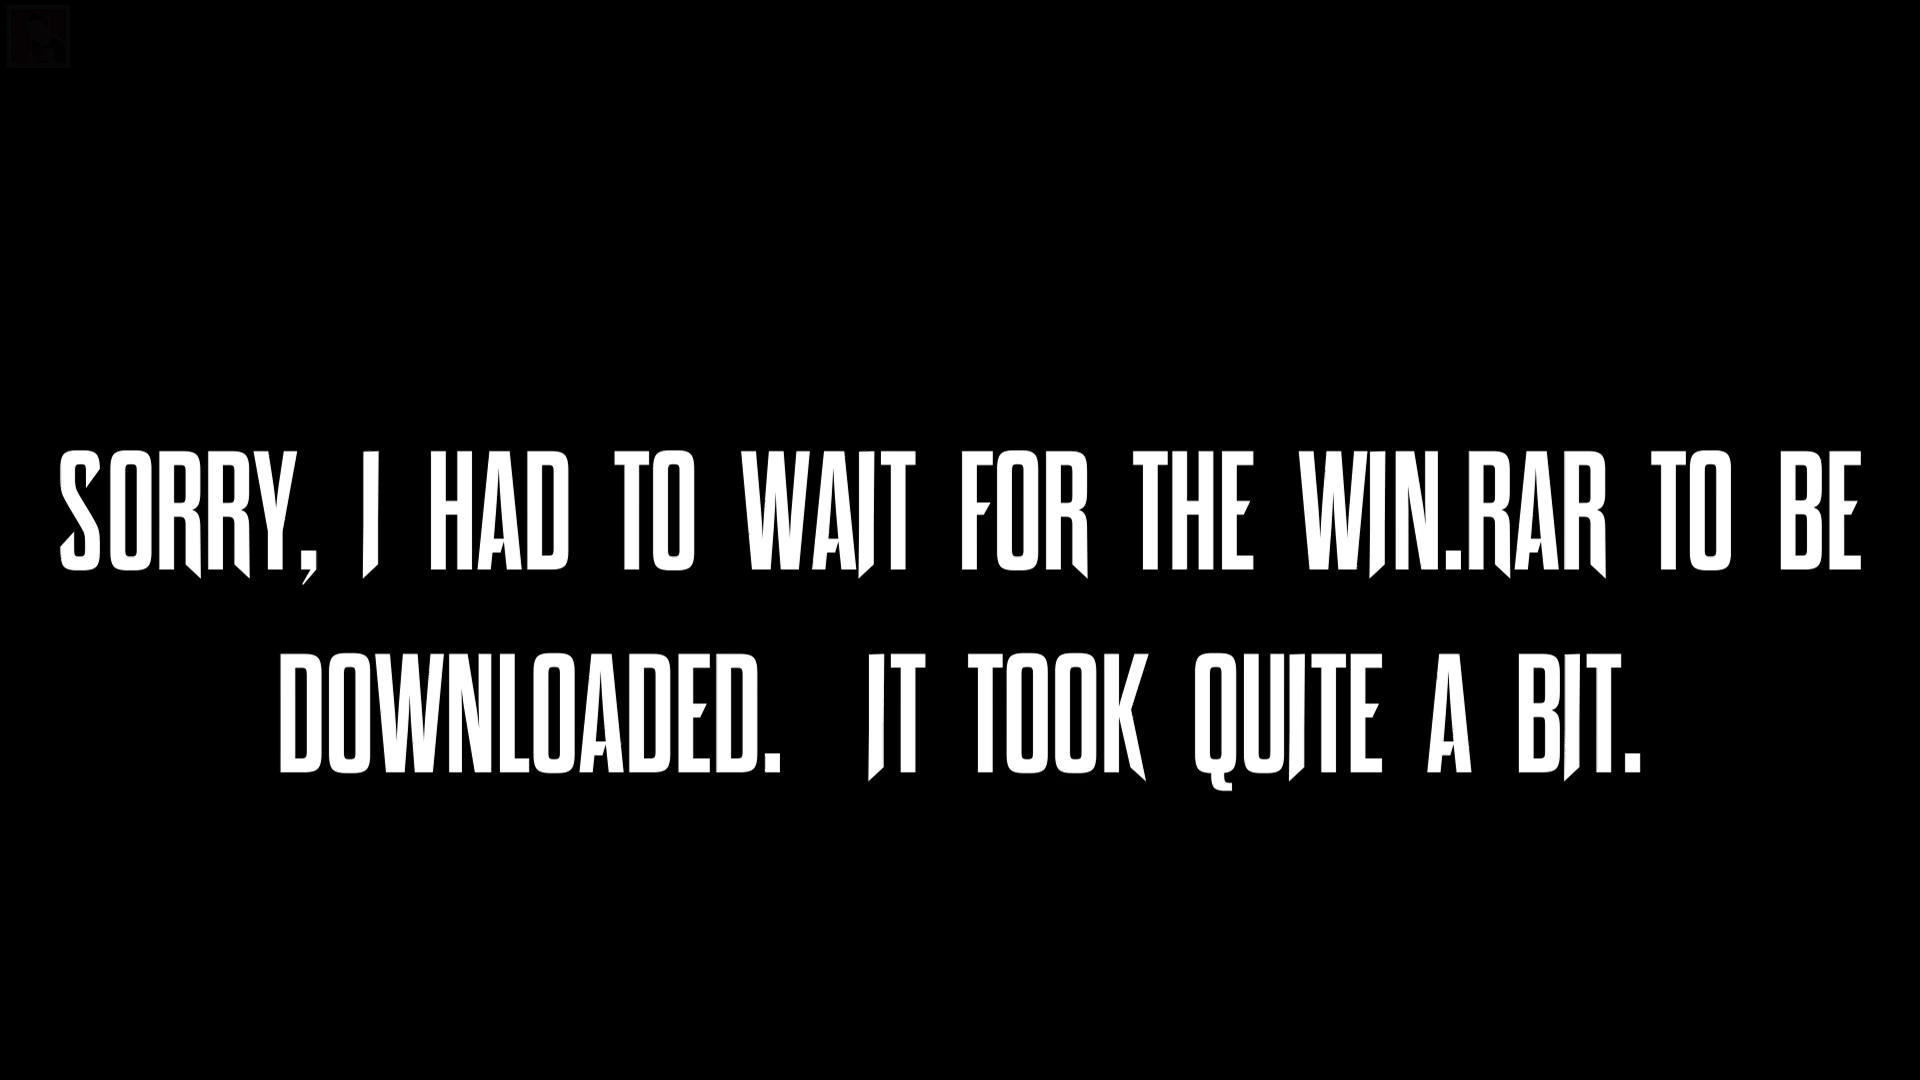 SORRY, I HAD TO WAIT FOR THE WIN.RAR TO BE
DOWNLOADED.  IT TOOK QUITE A BIT.